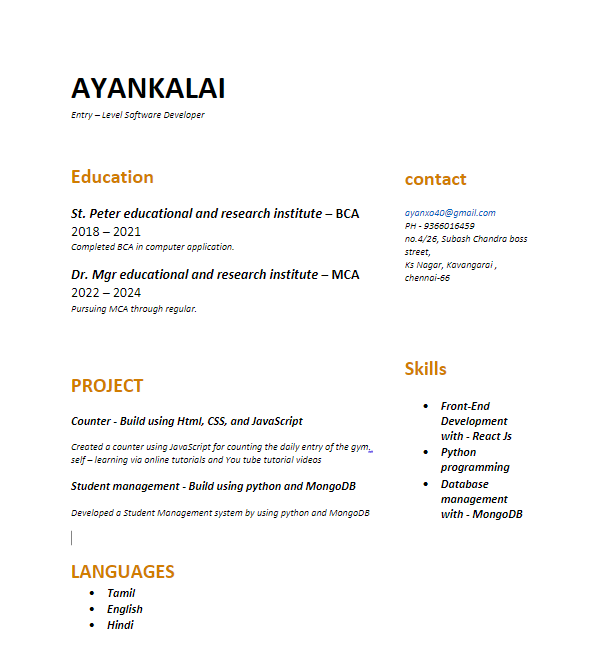 AYANKALAI
Entry – Level Software Developer
Education
St. Peter educational and research institute – BCA
2018 – 2021
Completed BCA in computer application.
Dr. Mgr educational and research institute – MCA
2022 – 2024
Pursuing MCA through regular.
PROJECT
Counter - Build using Html, CSS, and JavaScript
Created a counter using JavaScript for counting the daily entry of the gym,
self – learning via online tutorials and You tube tutorial videos
Student management - Build using python and MongoDB
Developed a Student Management system by using python and MongoDB
LANGUAGES
• Tamil
• English
• Hindi
contact
ayanxo40@gmail.com
PH - 9366016459
no.4/26, Subash Chandra boss
street,
Ks Nagar, Kavangarai ,
chennai-66
Skills
• Front-End
Development
with - React Js
• Python
programming
• Database
management
with - MongoDB